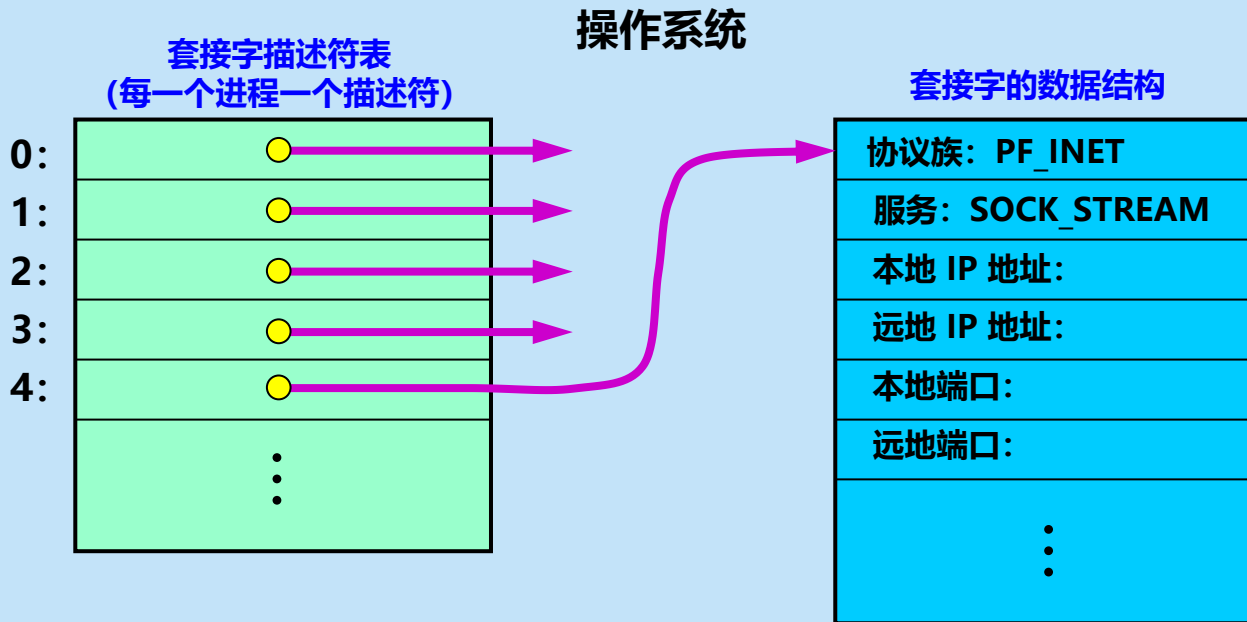 操作系统
套接字描述符表
(每一个进程一个描述符)
套接字的数据结构
0:
1:
2:
3:
4:
协议族：PF_INET
服务：SOCK_STREAM
本地 IP 地址：
远地 IP 地址：
本地端口：
远地端口：